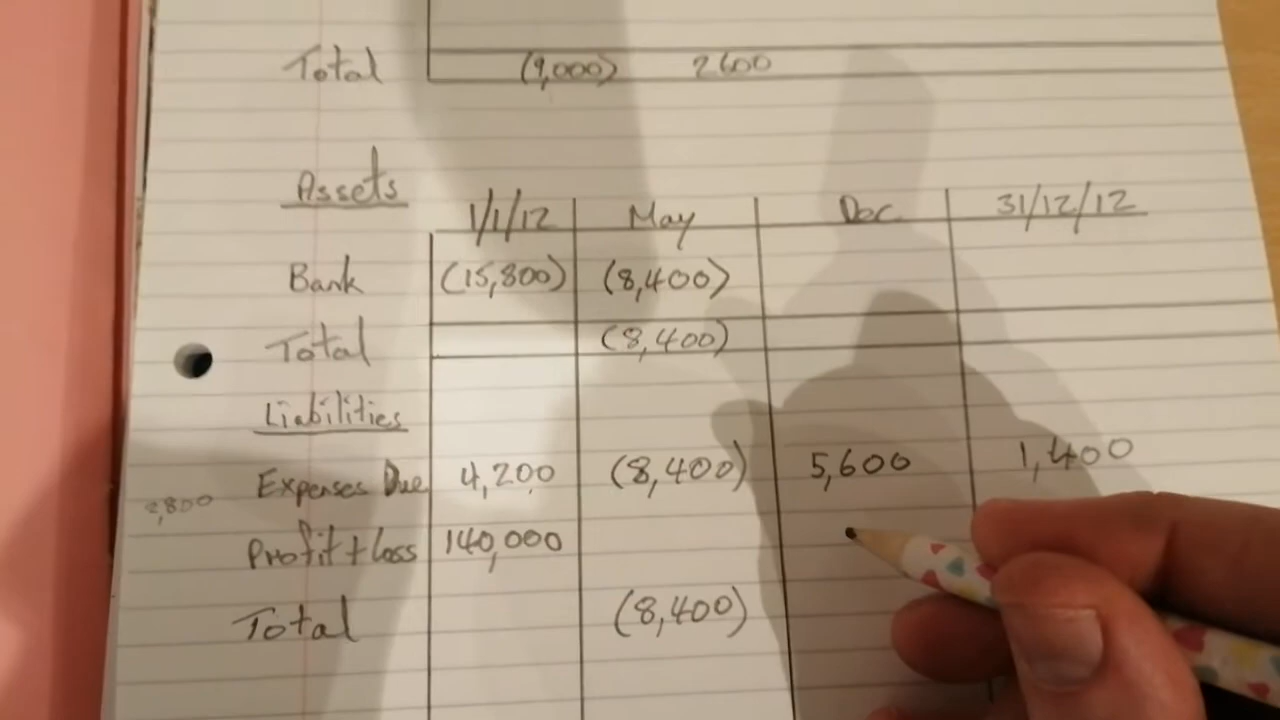 Total (9,000) 2600
Assets
1/1/12 May Dec 31/12/12
Bank (15,800) (8,400)
Total (8,400)
Liabilities
Expenses Due 4,200 (8,400) 5,600 1,400
2,800
Profit + loss 140,000
Total (8,400)